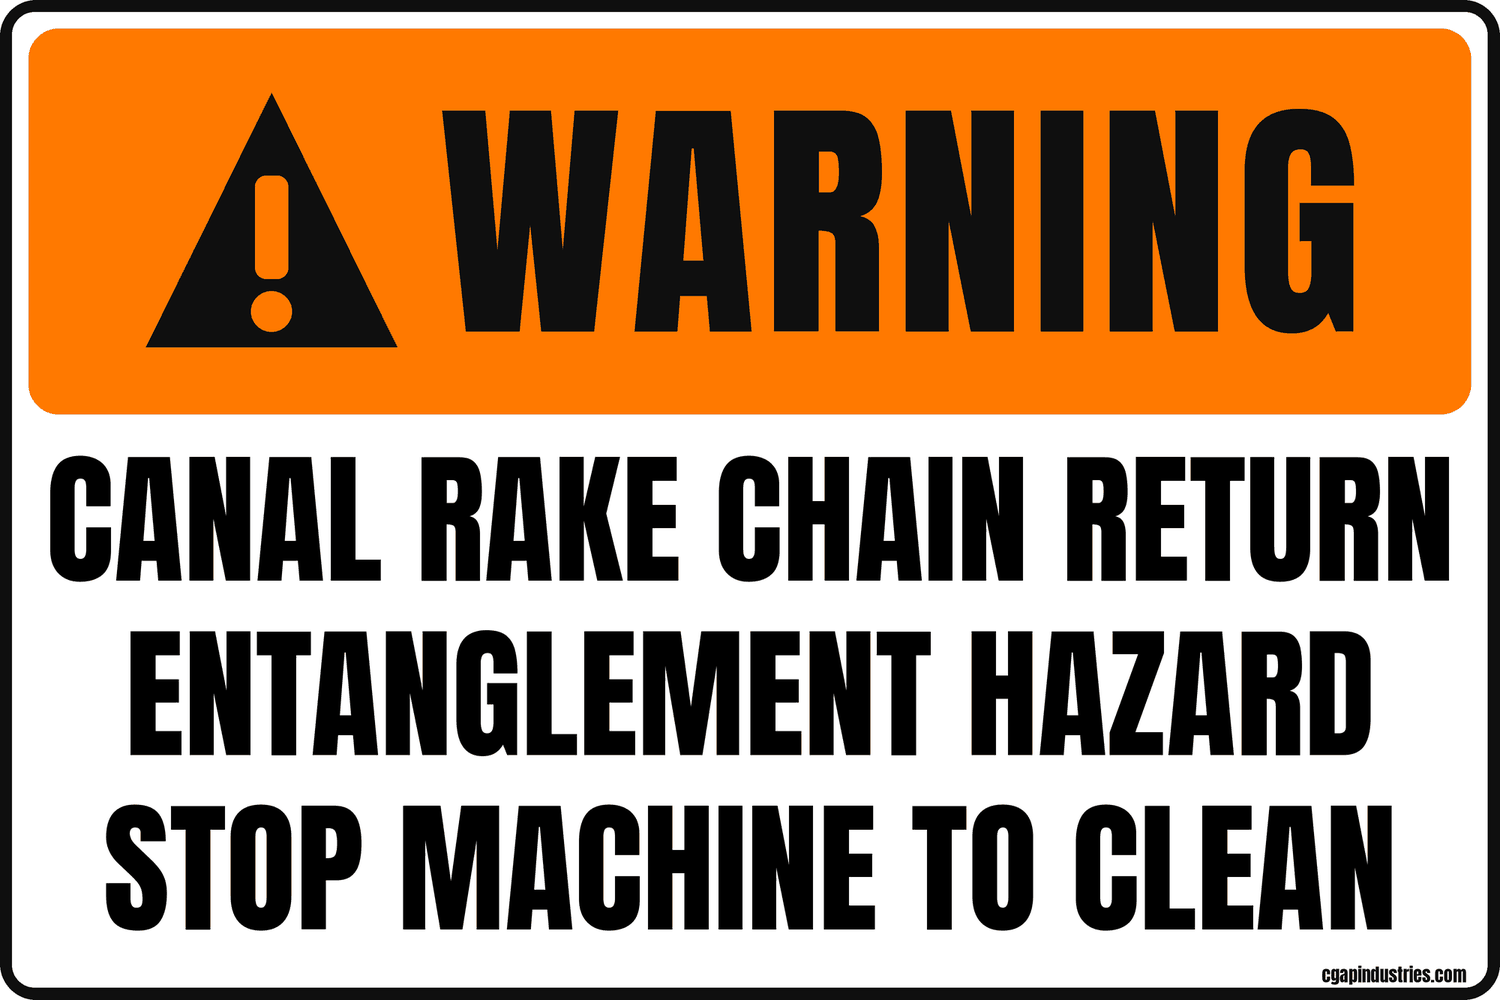 WARNING
CANAL RAKE CHAIN RETURN
ENTANGLEMENT HAZARD
STOP MACHINE TO CLEAN
cgapindustries.com